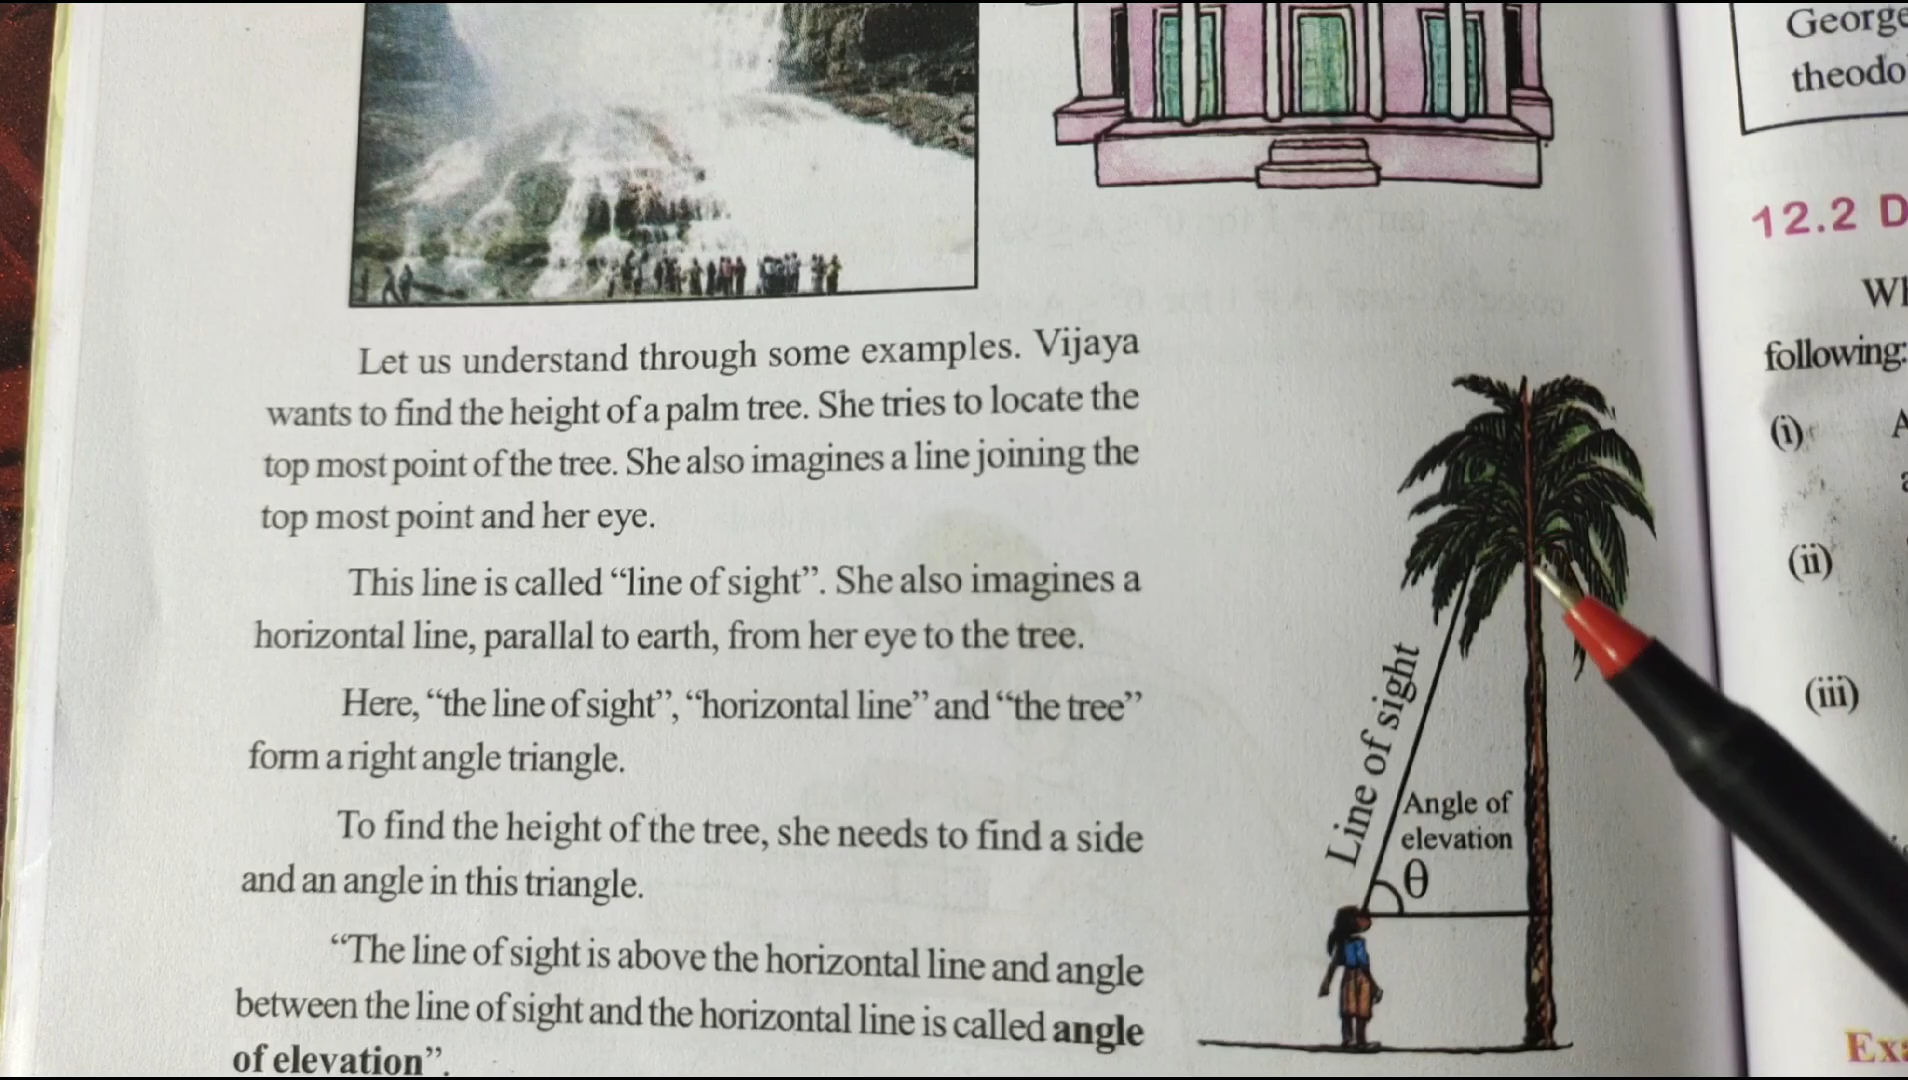 Let us understand through some examples. Vijaya
wants to find the height of a palm tree. She tries to locate the
top most point of the tree. She also imagines a line joining the
top most point and her eye.
This line is called “line of sight”. She also imagines a
horizontal line, parallal to earth, from her eye to the tree.
Here, “the line of sight”, “horizontal line” and “the tree”
form a right angle triangle.
To find the height of the tree, she needs to find a side
and an angle in this triangle.
“The line of sight is above the horizontal line and angle
between the line of sight and the horizontal line is called angle
of elevation”.
Line of sight
Angle of
elevation
θ
George
theodo
12.2 D
following:
(i) A
(ii)
(iii)